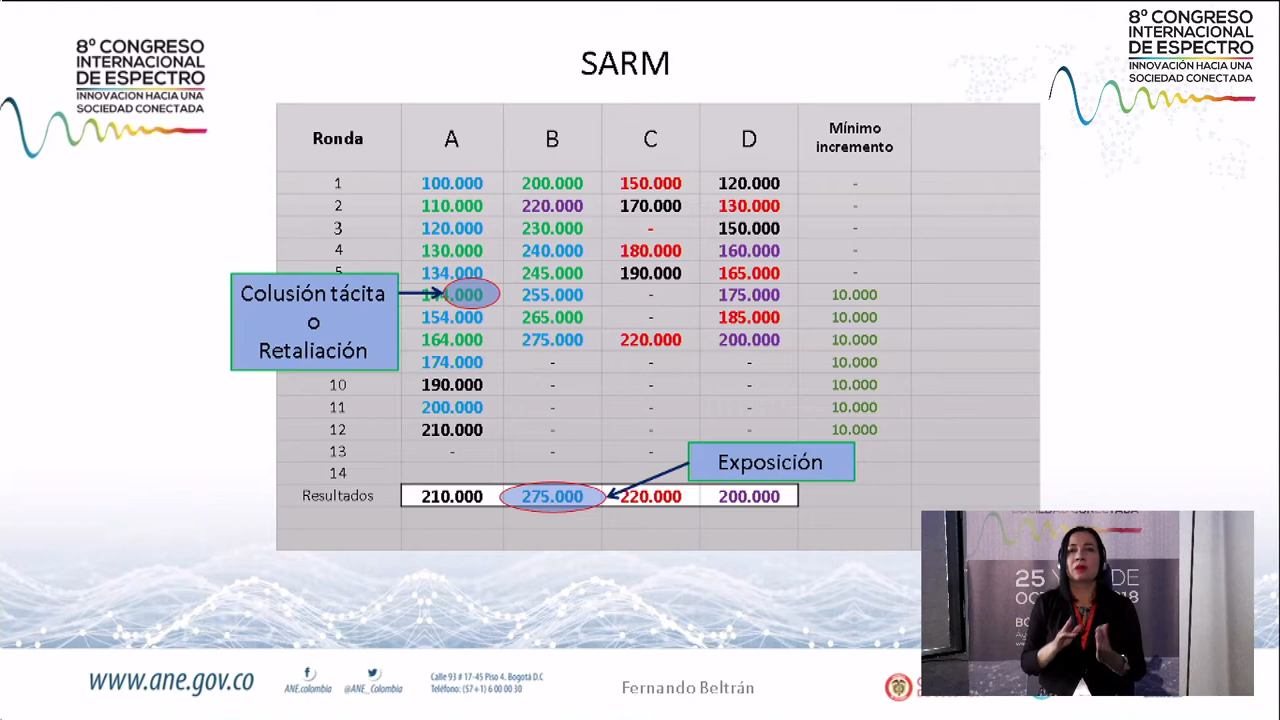 8º CONGRESO
INTERNACIONAL
DE ESPECTRO
INNOVACION HACIA UNA
SOCIEDAD CONECTADA
SARM
8º CONGRESO
INTERNACIONAL
DE ESPECTRO
INNOVACIÓN HACIA UNA
SOCIEDAD CONECTADA
Ronda A B C D Mínimo incremento
1 100.000 200.000 150.000 120.000 -
2 110.000 220.000 170.000 130.000 -
3 120.000 230.000 - 150.000 -
4 130.000 240.000 180.000 160.000 -
5 134.000 245.000 190.000 165.000 -
255.000 - 175.000 10.000
154.000 265.000 - 185.000 10.000
164.000 275.000 220.000 200.000 10.000
174.000 - - - 10.000
10 190.000 - - - 10.000
11 200.000 - - - 10.000
12 210.000 - - - 10.000
13 - - -
14
Resultados 210.000 275.000 220.000 200.000
Colusión tácita
o
Retaliación
Exposición
SOCIEDAD CONECTADA
25
DE
www.ane.gov.co
ANE.colombia
@ANE_Colombia
Calle 93 # 17-45 Piso 4. Bogotá D.C
Teléfono: (57+1) 6 00 00 30
Fernando Beltrán